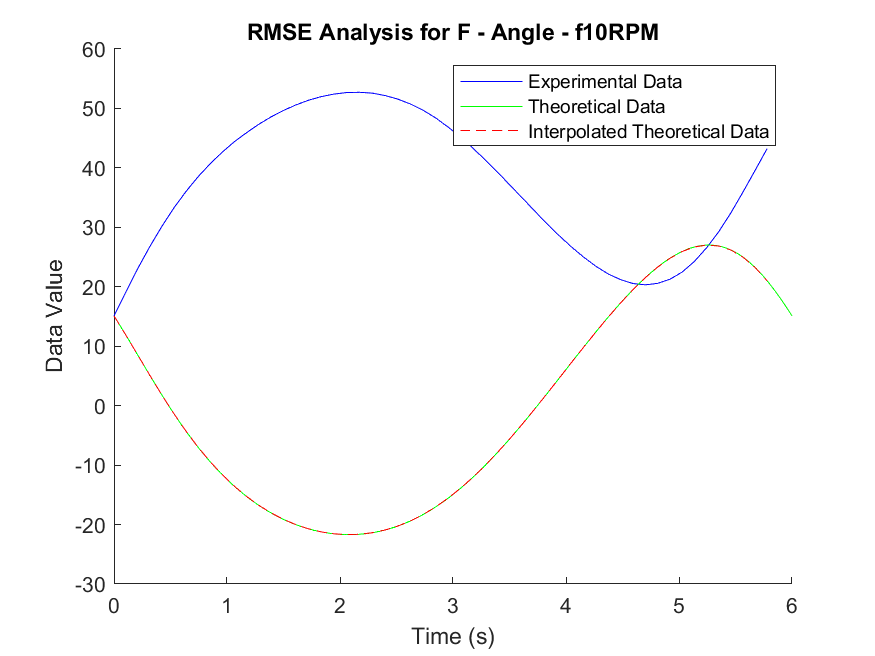 RMSE Analysis for F - Angle - f10RPM
Experimental Data
Theoretical Data
Interpolated Theoretical Data
Data Value
60
50
40
30
20
10
0
-10
-20
-30
0 1 2 3 4 5 6
Time (s)